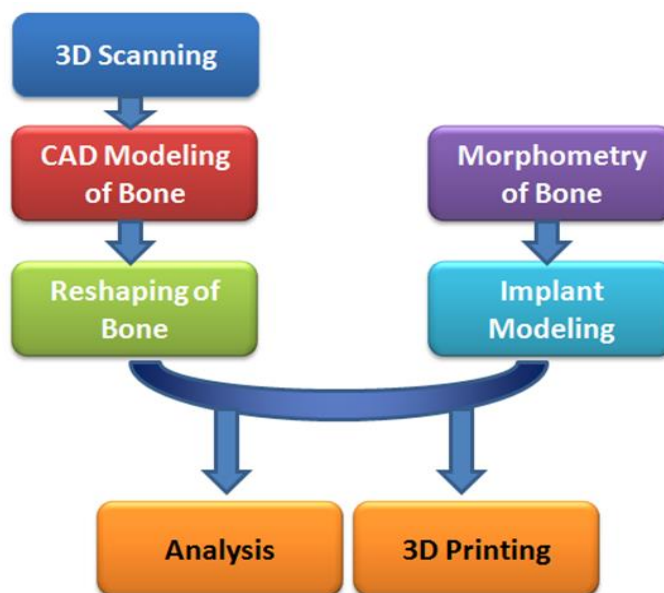 3D Scanning
CAD Modeling
of Bone
Morphometry
of Bone
Reshaping of
Bone
Implant
Modeling
Analysis
3D Printing